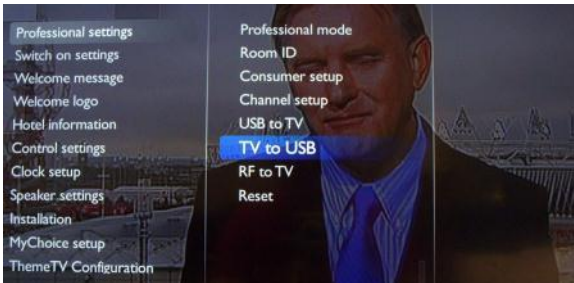 Professional settings
Switch on settings
Welcome message
Welcome logo
Hotel information
Control settings
Clock setup
Speaker settings
Installation
MyChoice setup
ThemeTV Configuration
Professional mode
Room ID
Consumer setup
Channel setup
USB to TV
TV to USB
RF to TV
Reset